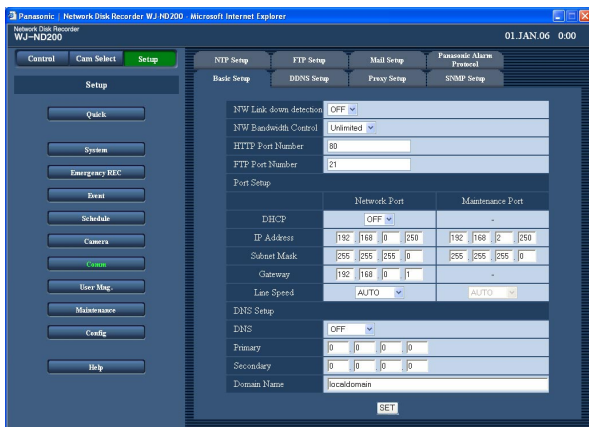 Panasonic | Network Disk Recorder WJ-ND200 - Microsoft Internet Explorer
Network Disk Recorder
WJ-ND200
01.JAN.06 0:00
Control Cam Select Setup
NTP Setup FTP Setup Mail Setup Panasonic Alarm Protocol
Basic Setup DDNS Setup Proxy Setup SNMP Setup
Setup
Quick
System
Emergency REC
Event
Schedule
Camera
Comm
User Mng.
Maintenance
Config
Help
NW Link down detection OFF
NW Bandwidth Control Unlimited
HTTP Port Number 80
FTP Port Number 21
Port Setup
Network Port Maintenance Port
DHCP OFF -
IP Address 192 . 168 . 0 . 250 192 . 168 . 2 . 250
Subnet Mask 255 . 255 . 255 . 0 255 . 255 . 255 . 0
Gateway 192 . 168 . 0 . 1 -
Line Speed AUTO AUTO
DNS Setup
DNS OFF
Primary 0 . 0 . 0 . 0
Secondary 0 . 0 . 0 . 0
Domain Name localdomain
SET